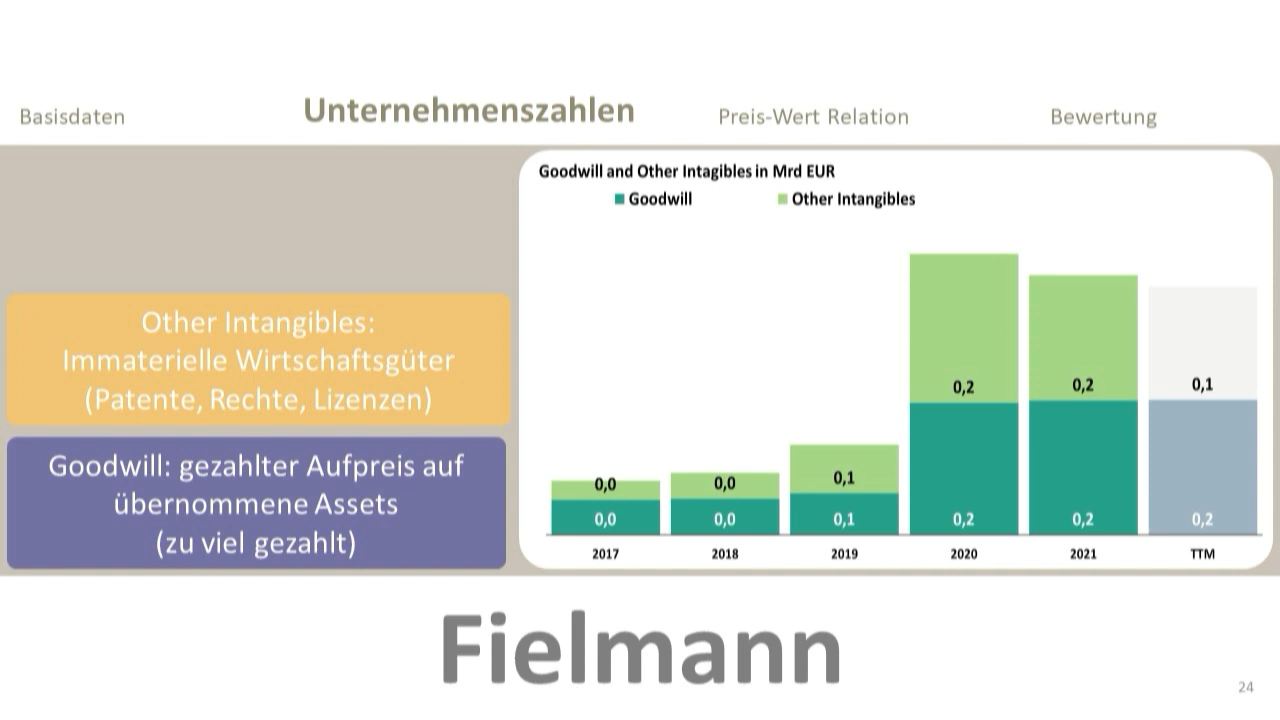 Basisdaten
Unternehmenszahlen
Preis-Wert Relation
Bewertung
Other Intangibles:
Immaterielle Wirtschaftsgüter
(Patente, Rechte, Lizenzen)
Goodwill: gezahlter Aufpreis auf
übernommene Assets
(zu viel gezahlt)
Goodwill and Other Intagibles in Mrd EUR
Goodwill Other Intangibles
0,0 0,0 0,1 0,2 0,2 0,1
0,0 0,0 0,1 0,2 0,2 0,2
2017 2018 2019 2020 2021 TTM
Fielmann
24